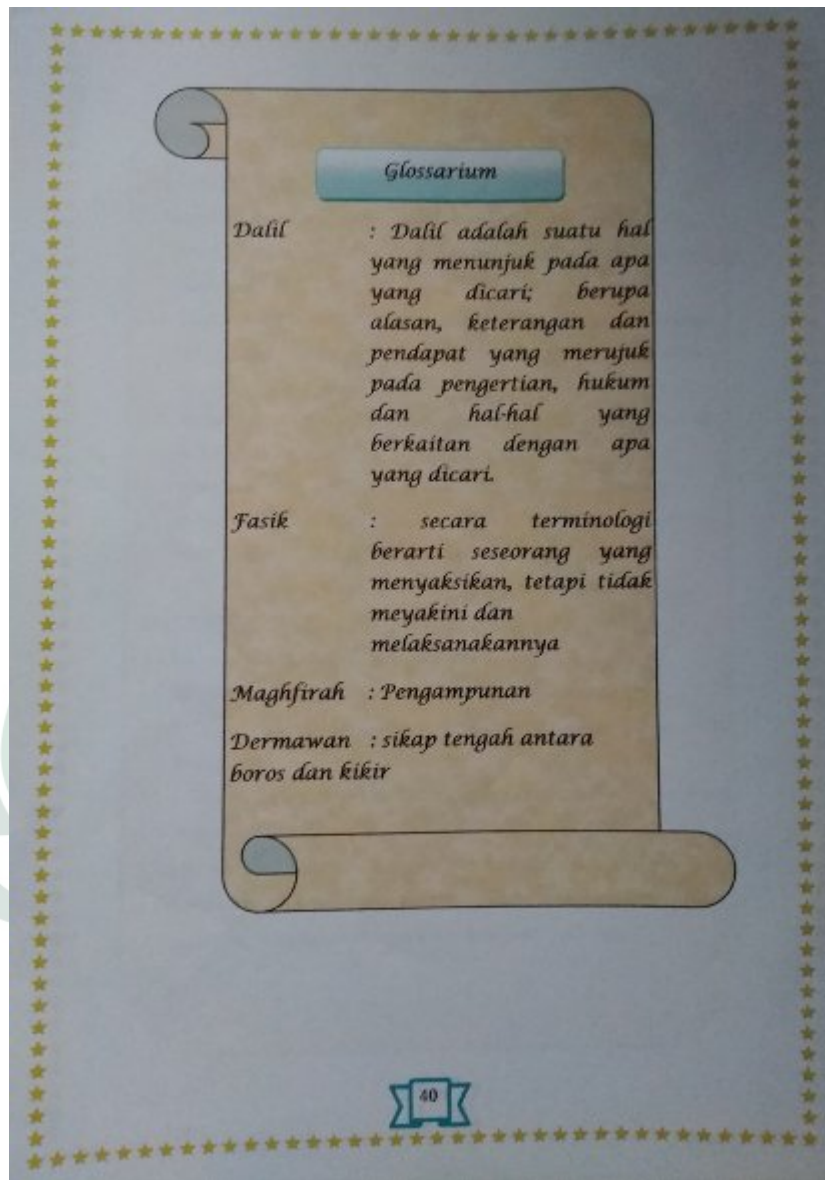 Glossarium
Dalil : Dalil adalah suatu hal
yang menunjuk pada apa
yang dicari; berupa
alasan, keterangan dan
pendapat yang merujuk
pada pengertian, hukum
dan hal-hal yang
berkaitan dengan apa
yang dicari.
Fasik : secara terminologi
berarti seseorang yang
menyaksikan, tetapi tidak
meyakini dan
melaksanakannya
Maghfirah : Pengampunan
Dermawan : sikap tengah antara
boros dan kikir
40